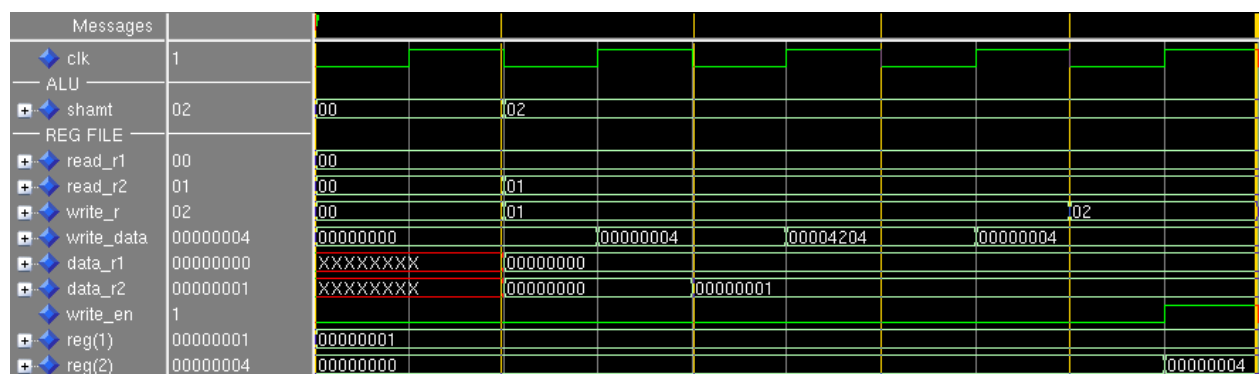 Messages
clk 1
ALU
shamt 02 00 02
REG FILE
read_r1 00 00
read_r2 01 00 01
write_r 02 00 01 02
write_data 00000004 00000000 00000004 00004204 00000004
data_r1 00000000 XXXXXXXX 00000000
data_r2 00000001 XXXXXXXX 00000000 00000001
write_en 1
reg(1) 00000001 00000001
reg(2) 00000004 00000000 00000004